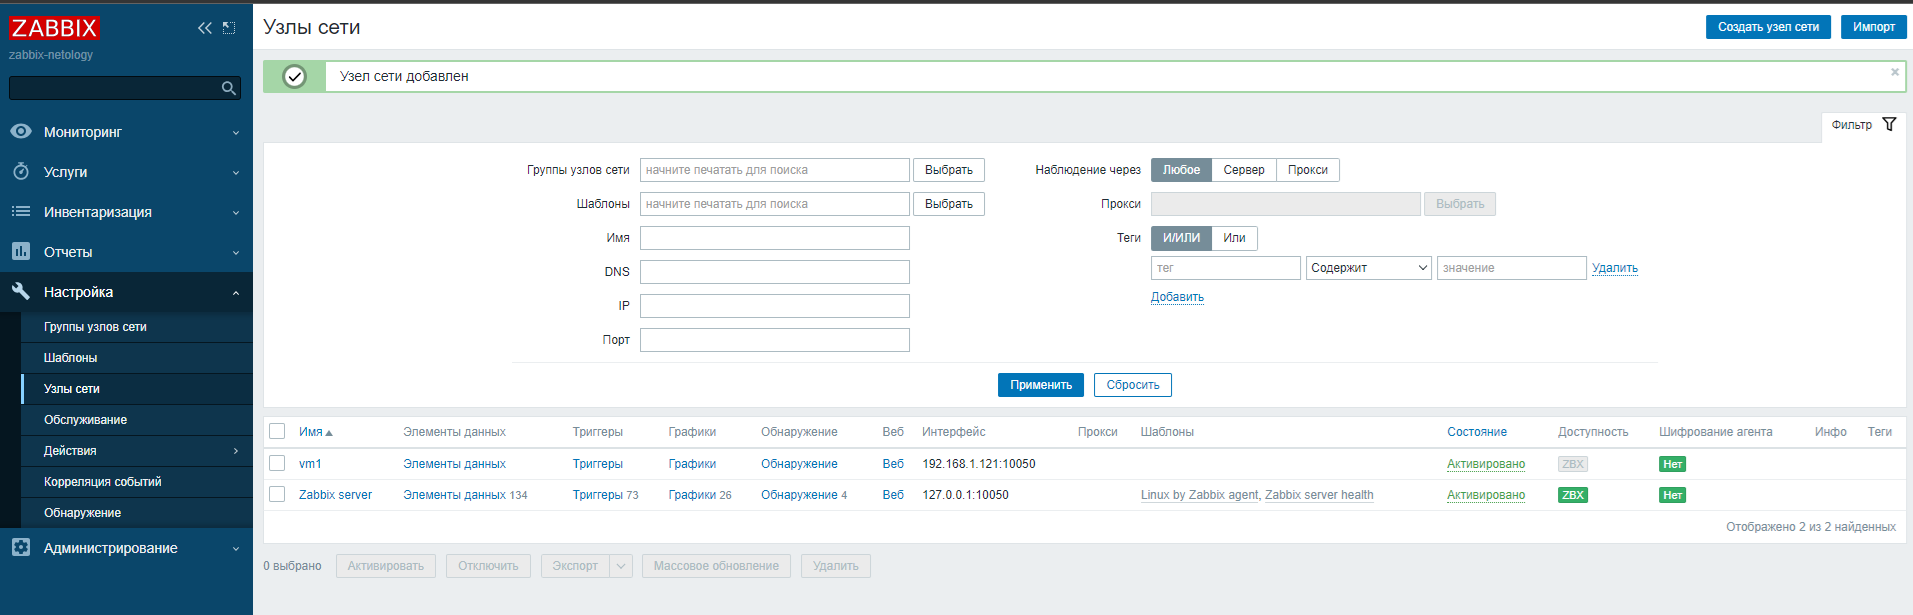 ZABBIX
zabbix-netology
Мониторинг
Услуги
Инвентаризация
Отчеты
Настройка
Группы узлов сети
Шаблоны
Узлы сети
Обслуживание
Действия
Корреляция событий
Обнаружение
Администрирование
Узлы сети
Создать узел сети Импорт
Узел сети добавлен
Фильтр
Группы узлов сети начните печатать для поиска Выбрать Наблюдение через Любое Сервер Прокси
Шаблоны начните печатать для поиска Выбрать Прокси Выбрать
Имя Теги И/ИЛИ Или
DNS тег Содержит значение Удалить
IP Добавить
Порт
Применить Сбросить
Имя Элементы данных Триггеры Графики Обнаружение Веб Интерфейс Прокси Шаблоны Состояние Доступность Шифрование агента Инфо Теги
vm1 Элементы данных Триггеры Графики Обнаружение Веб 192.168.1.121:10050 Активировано ZBX Нет
Zabbix server Элементы данных 134 Триггеры 73 Графики 26 Обнаружение 4 Веб 127.0.0.1:10050 Linux by Zabbix agent, Zabbix server health Активировано ZBX Нет
Отображено 2 из 2 найденных
0 выбрано Активировать Отключить Экспорт Массовое обновление Удалить